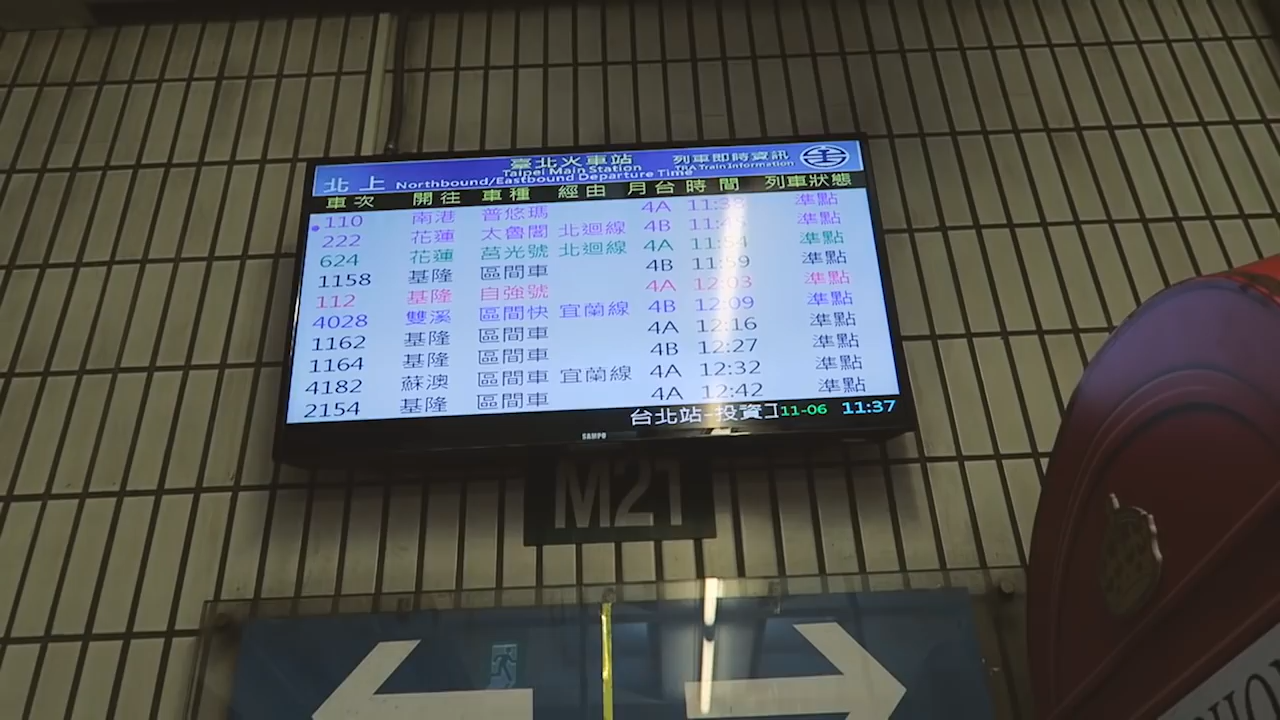 臺北火車站 列車即時資訊
Taipei Main Station TRA Train Information
北上 Northbound/Eastbound Departure Time
車次 開往 車種 經由 月台 時間 列車狀態
110 南港 普悠瑪 4A 準點
222 花蓮 太魯閣 北迴線 4B 準點
624 花蓮 莒光號 北迴線 4A 11:54 準點
1158 基隆 區間車 4B 11:59 準點
112 基隆 自強號 4A 12:03 準點
4028 雙溪 區間快 宜蘭線 4B 12:09 準點
1162 基隆 區間車 4A 12:16 準點
1164 基隆 區間車 4B 12:27 準點
4182 蘇澳 區間車 宜蘭線 4A 12:32 準點
2154 基隆 區間車 4A 12:42 準點
台北站-投資 11-06 11:37
SAMPO
M21